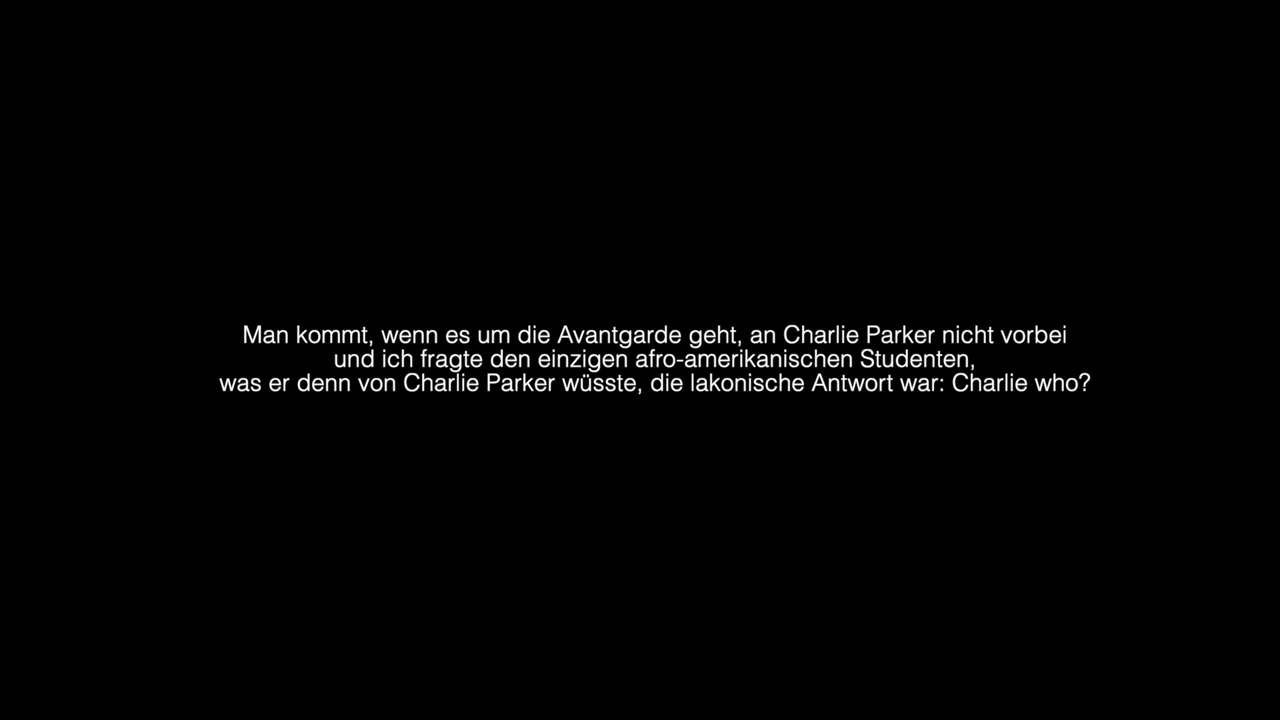 Man kommt, wenn es um die Avantgarde geht, an Charlie Parker nicht vorbei
und ich fragte den einzigen afro-amerikanischen Studenten,
was er denn von Charlie Parker wüsste, die lakonische Antwort war: Charlie who?